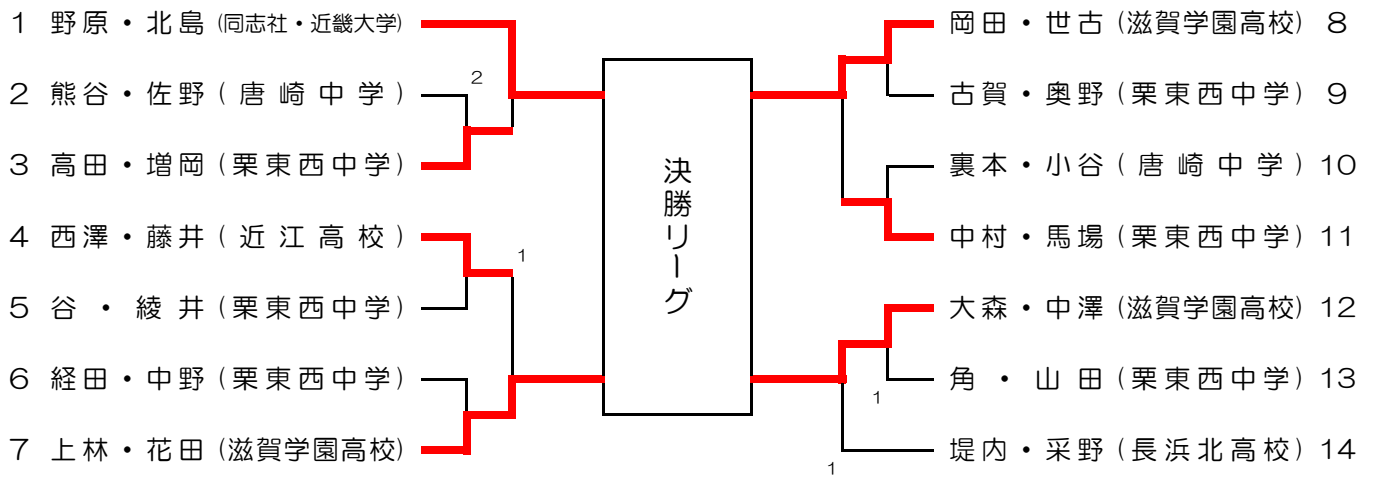 1 野原・北島(同志社・近畿大学)
2
2 熊谷・佐野(唐崎中学)
3 高田・増岡(栗東西中学)
4 西澤・藤井(近江高校)
1
5 谷・綾井(栗東西中学)
6 経田・中野(栗東西中学)
7 上林・花田(滋賀学園高校)
決勝リーグ
岡田・世古(滋賀学園高校) 8
古賀・奥野(栗東西中学) 9
裏本・小谷(唐崎中学) 10
中村・馬場(栗東西中学) 11
大森・中澤(滋賀学園高校) 12
角・山田(栗東西中学) 13
1
堤内・采野(長浜北高校) 14
1